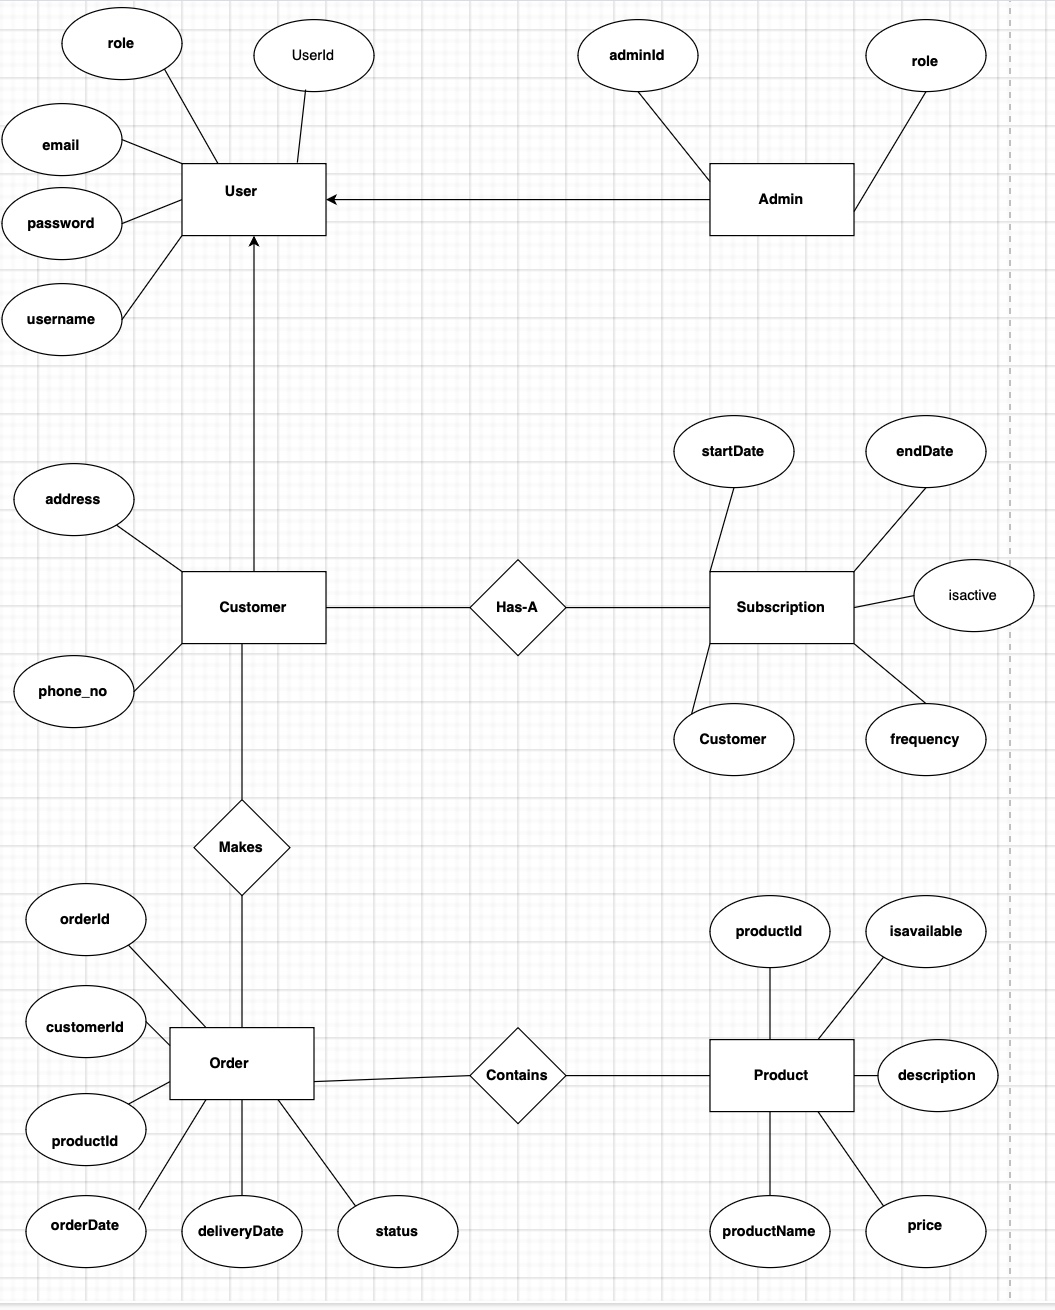 role
UserId
adminId
role
email
User
Admin
password
username
startDate
endDate
address
Customer
Has-A
Subscription
isactive
phone_no
Customer
frequency
Makes
orderId
productId
isavailable
customerId
Order
Contains
Product
description
productId
orderDate
deliveryDate
status
productName
price